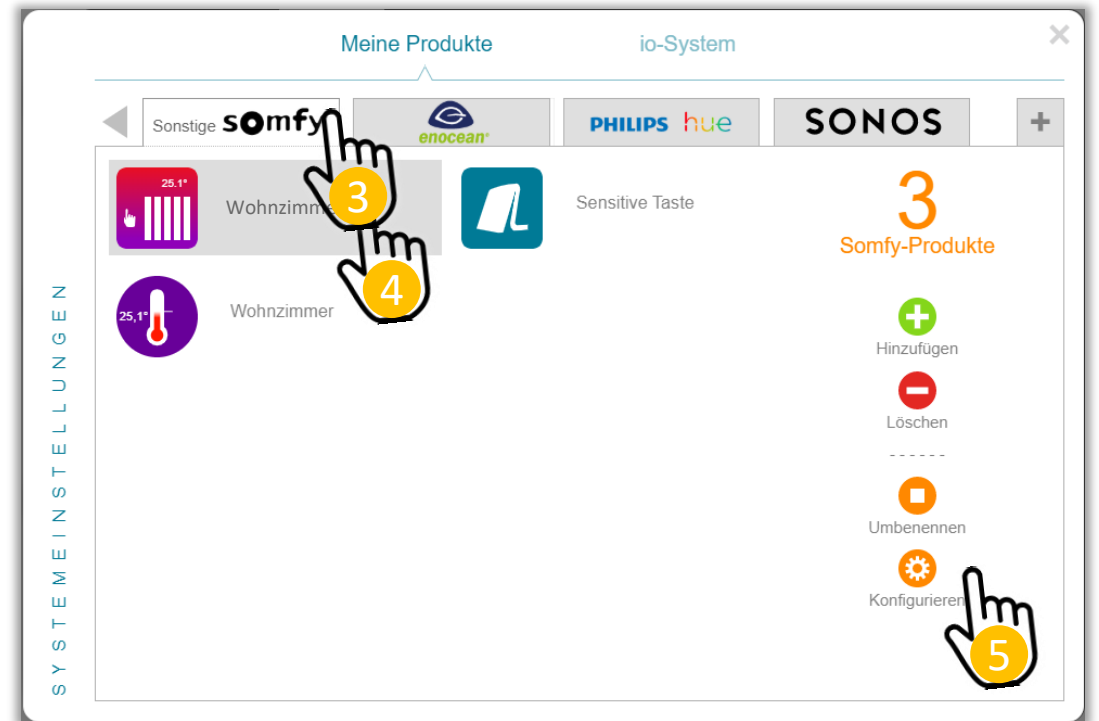 Meine Produkte
io-System
×
Sonstige somfy
enocean
PHILIPS hue
SONOS
+
25.1°
Wohnzimmer
3
4
Sensitive Taste
3
Somfy-Produkte
25,1°
Wohnzimmer
Hinzufügen
Löschen
------
Umbenennen
Konfigurieren
5
SYSTEMEINSTELLUNGEN